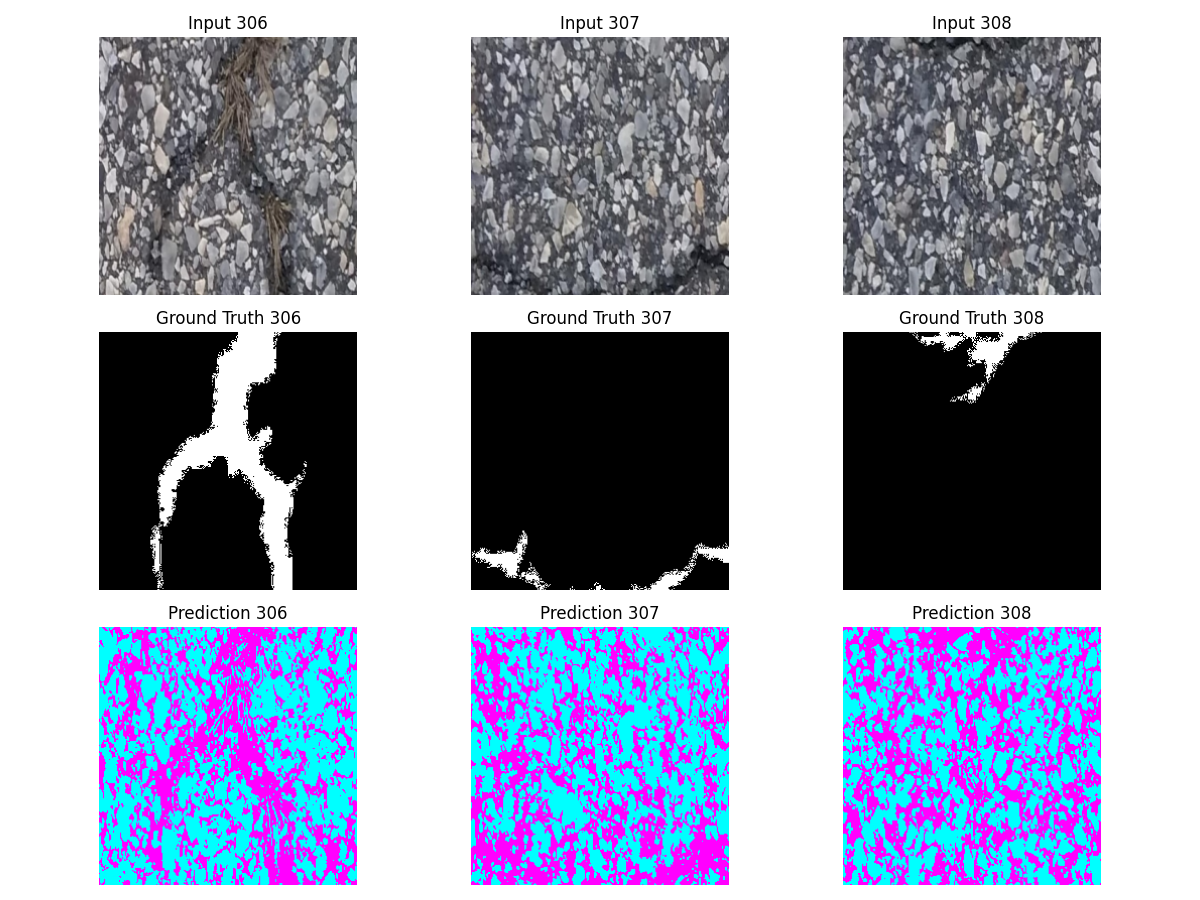 Input 306
Input 307
Input 308
Ground Truth 306
Ground Truth 307
Ground Truth 308
Prediction 306
Prediction 307
Prediction 308